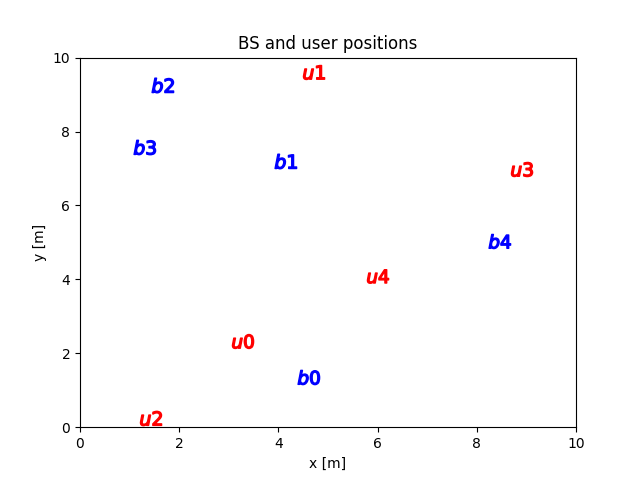 BS and user positions
10
u1
b2
8
b3
b1
u3
6
b4
y [m]
u4
4
u0
2
b0
u2
0
0 2 4 6 8 10
x [m]